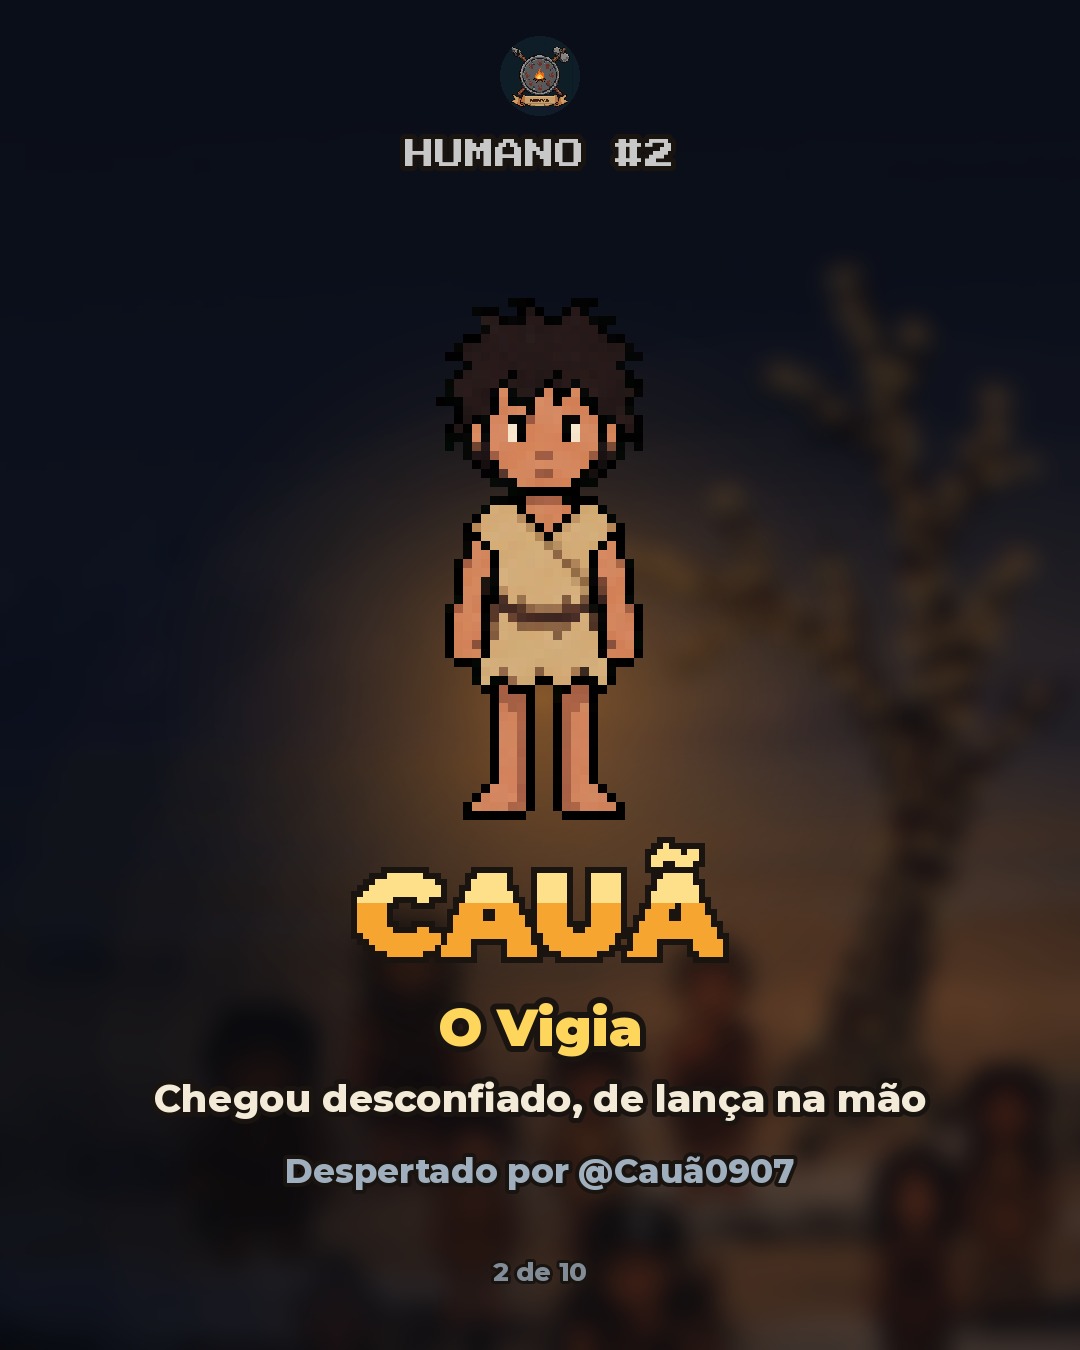 HUMANO #2
CAUÃ
O Vigia
Chegou desconfiado, de lança na mão
Despertado por @Cauã0907
2 de 10